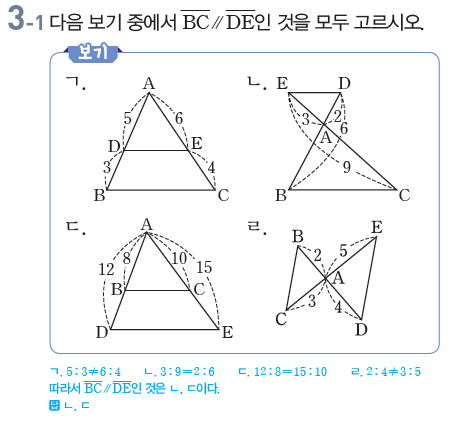 3-1 다음 보기 중에서 BC∥DE인 것을 모두 고르시오.
보기
ㄱ. A
5 6
D E
3 4
B C
ㄴ. E D
3 2
A 6
9
B C
ㄷ. A
12 8 10 15
B C
D E
ㄹ. B E
2 5
A
C 3 4
D
ㄱ. 5:3≠6:4 ㄴ. 3:9=2:6 ㄷ. 12:8=15:10 ㄹ. 2:4≠3:5
따라서 BC∥DE인 것은 ㄴ, ㄷ이다.
답 ㄴ, ㄷ